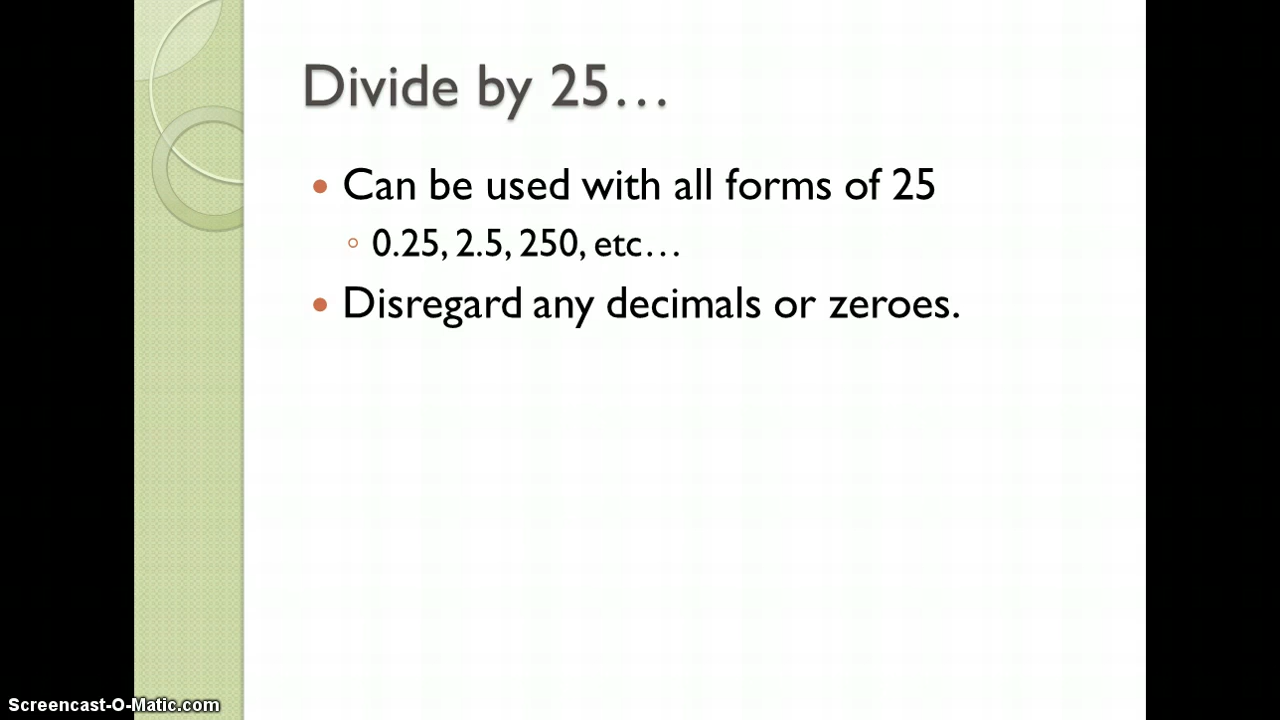 Divide by 25…
Can be used with all forms of 25
0.25, 2.5, 250, etc…
Disregard any decimals or zeroes.
Screencast-O-Matic.com